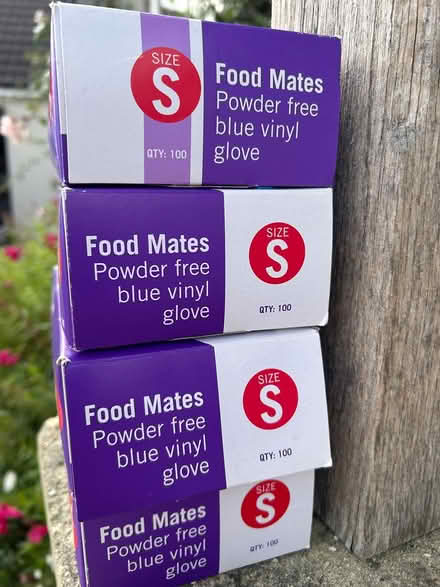 SIZE
S
QTY: 100
Food Mates
Powder free
blue vinyl
glove
Food Mates
Powder free
blue vinyl
glove
SIZE
S
QTY: 100
Food Mates
Powder free
blue vinyl
glove
SIZE
S
QTY: 100
Food Mates
Powder free
blue vinyl
glove
SIZE
S
QTY: 100